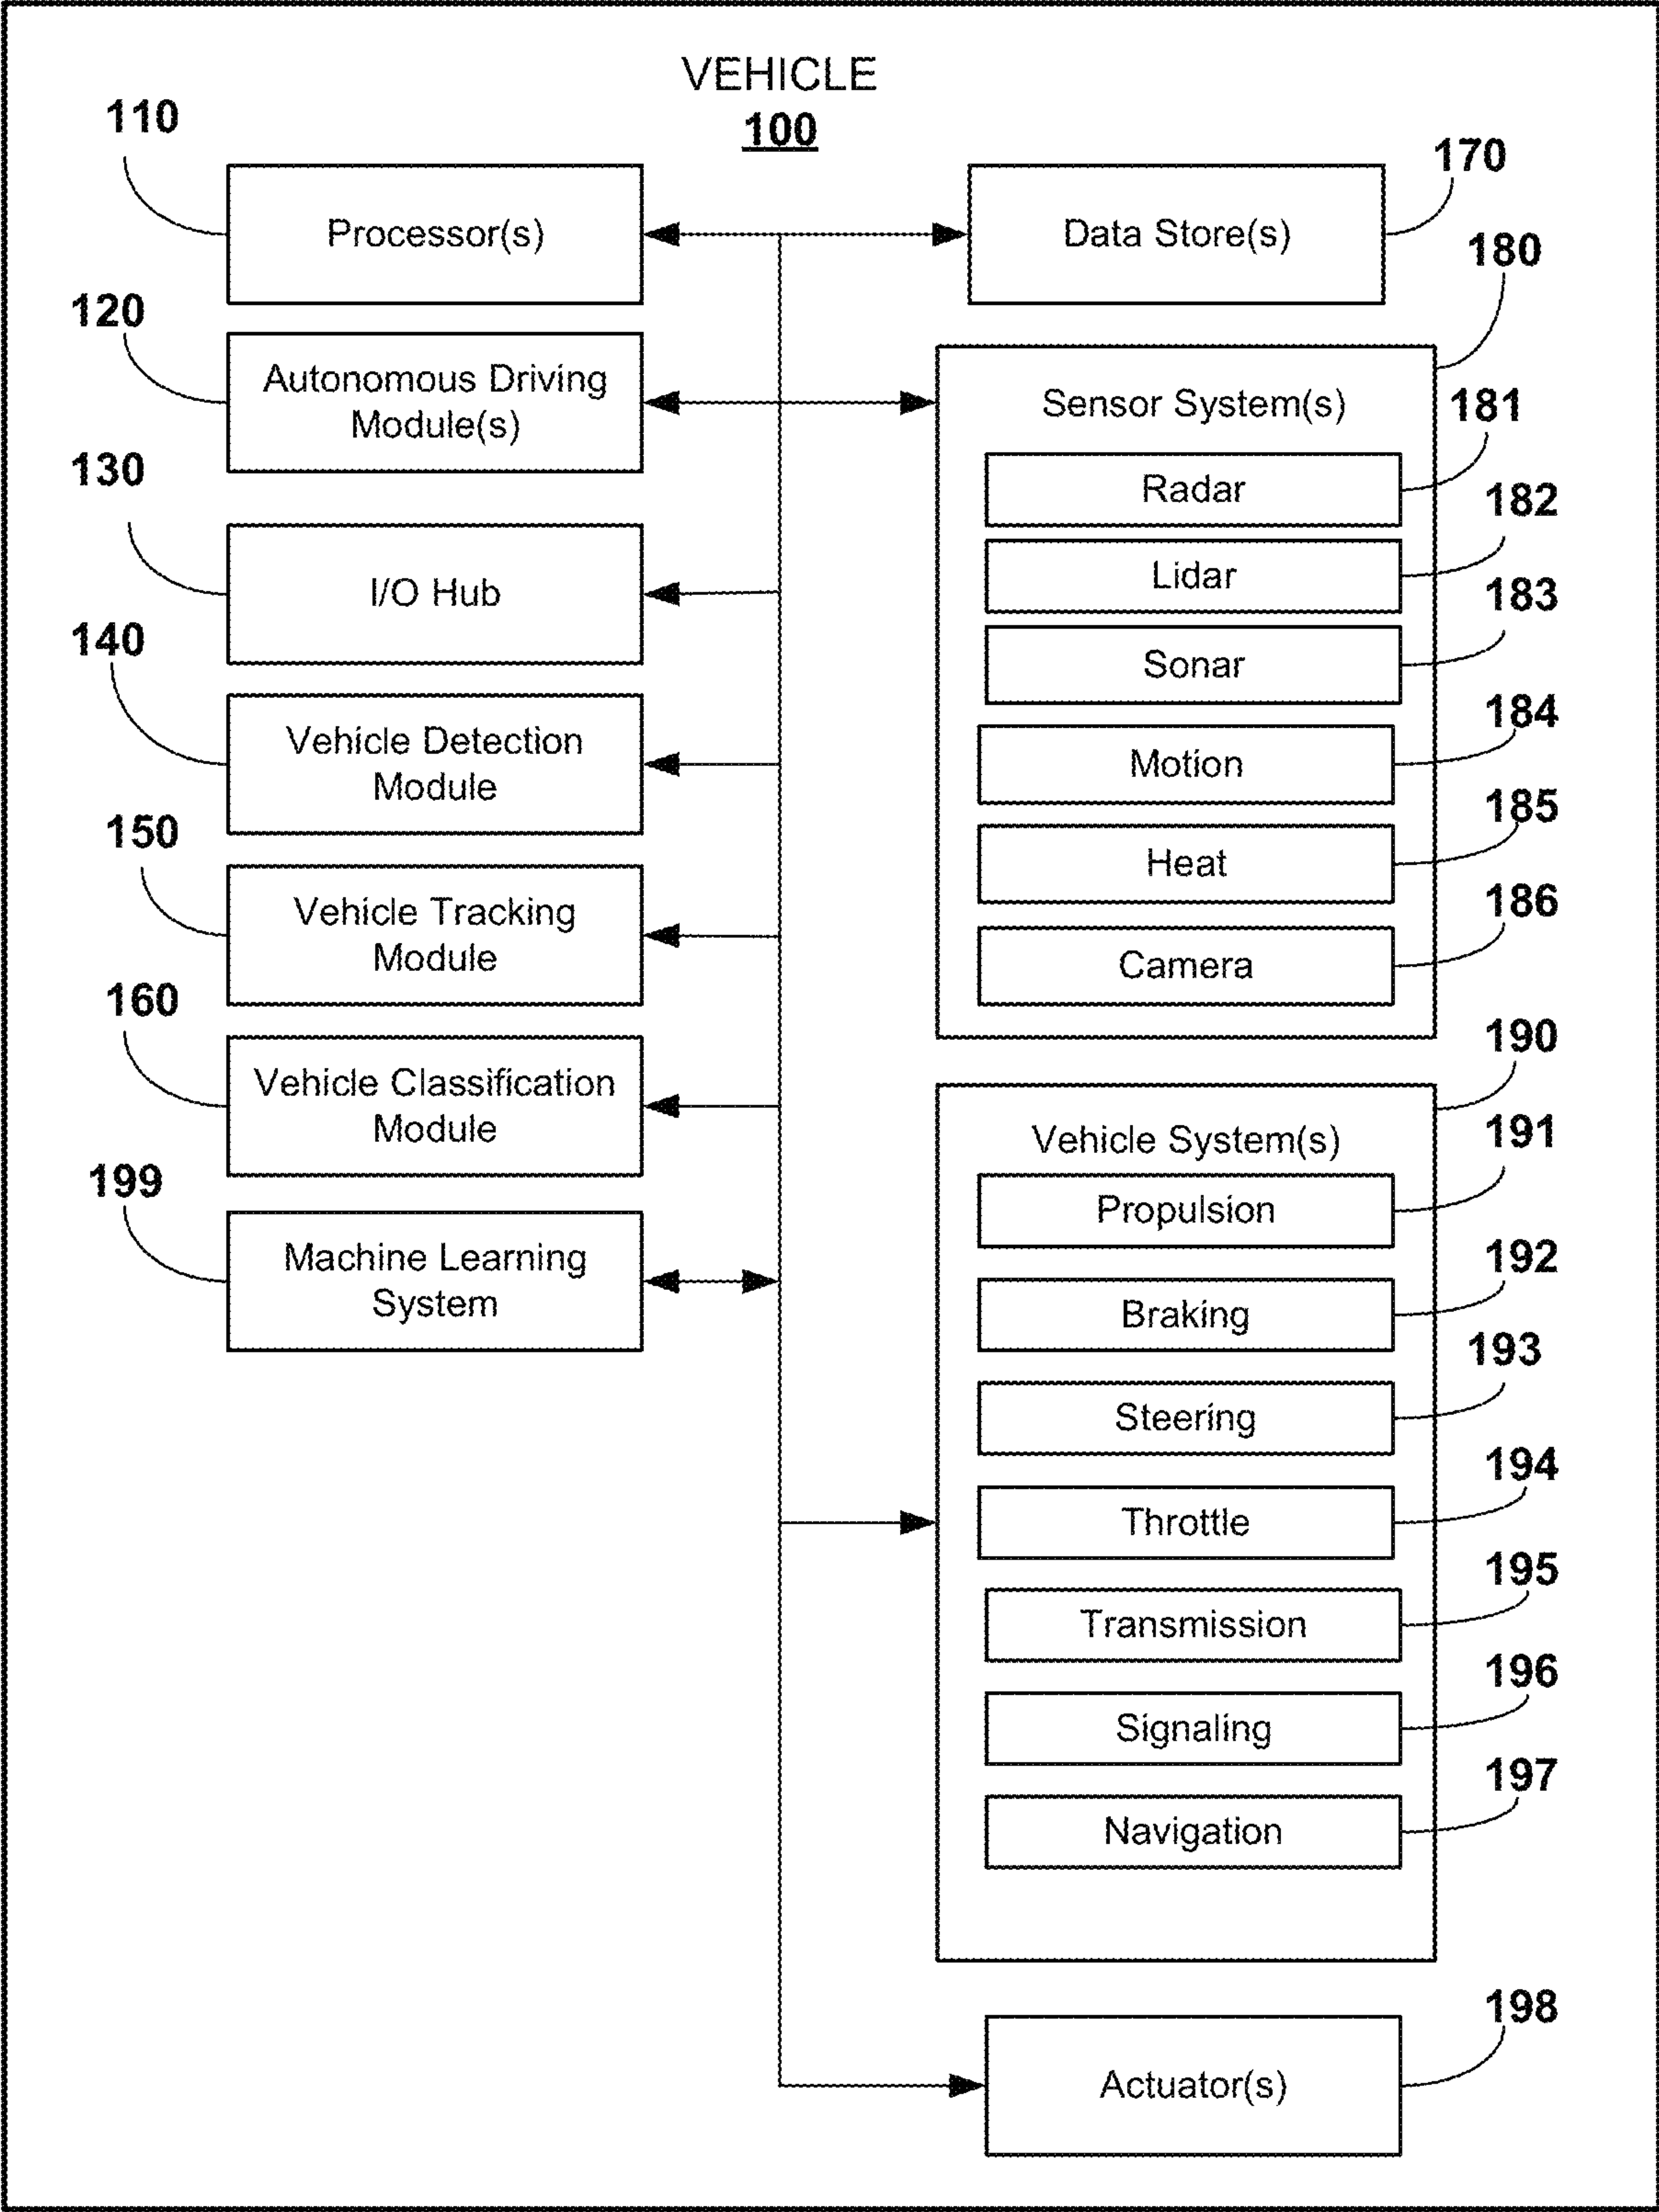 VEHICLE
100
110
Processor(s)
120
Autonomous Driving
Module(s)
130
I/O Hub
140
Vehicle Detection
Module
150
Vehicle Tracking
Module
160
Vehicle Classification
Module
199
Machine Learning
System
170
Data Store(s)
180
Sensor System(s)
181
Radar
182
Lidar
183
Sonar
184
Motion
185
Heat
186
Camera
190
Vehicle System(s)
191
Propulsion
192
Braking
193
Steering
194
Throttle
195
Transmission
196
Signaling
197
Navigation
198
Actuator(s)